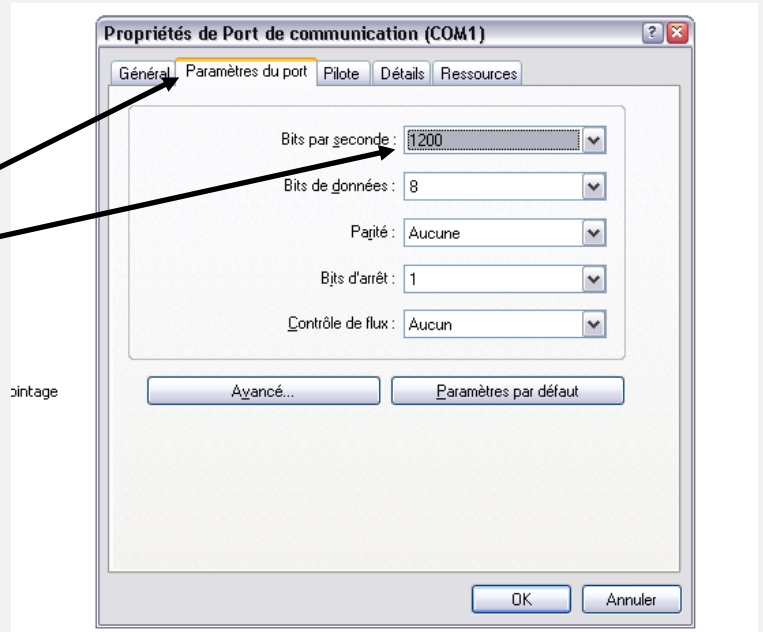 Propriétés de Port de communication (COM1)
Général Paramètres du port Pilote Détails Ressources
Bits par seconde : 1200
Bits de données : 8
Parité : Aucune
Bits d'arrêt : 1
Contrôle de flux : Aucun
ointage Avancé... Paramètres par défaut
OK Annuler